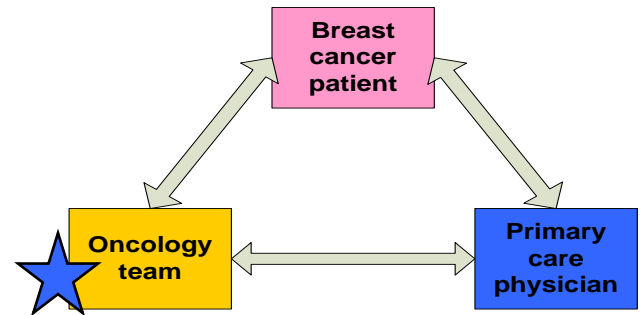 Breast
cancer
patient
Oncology
team
Primary
care
physician